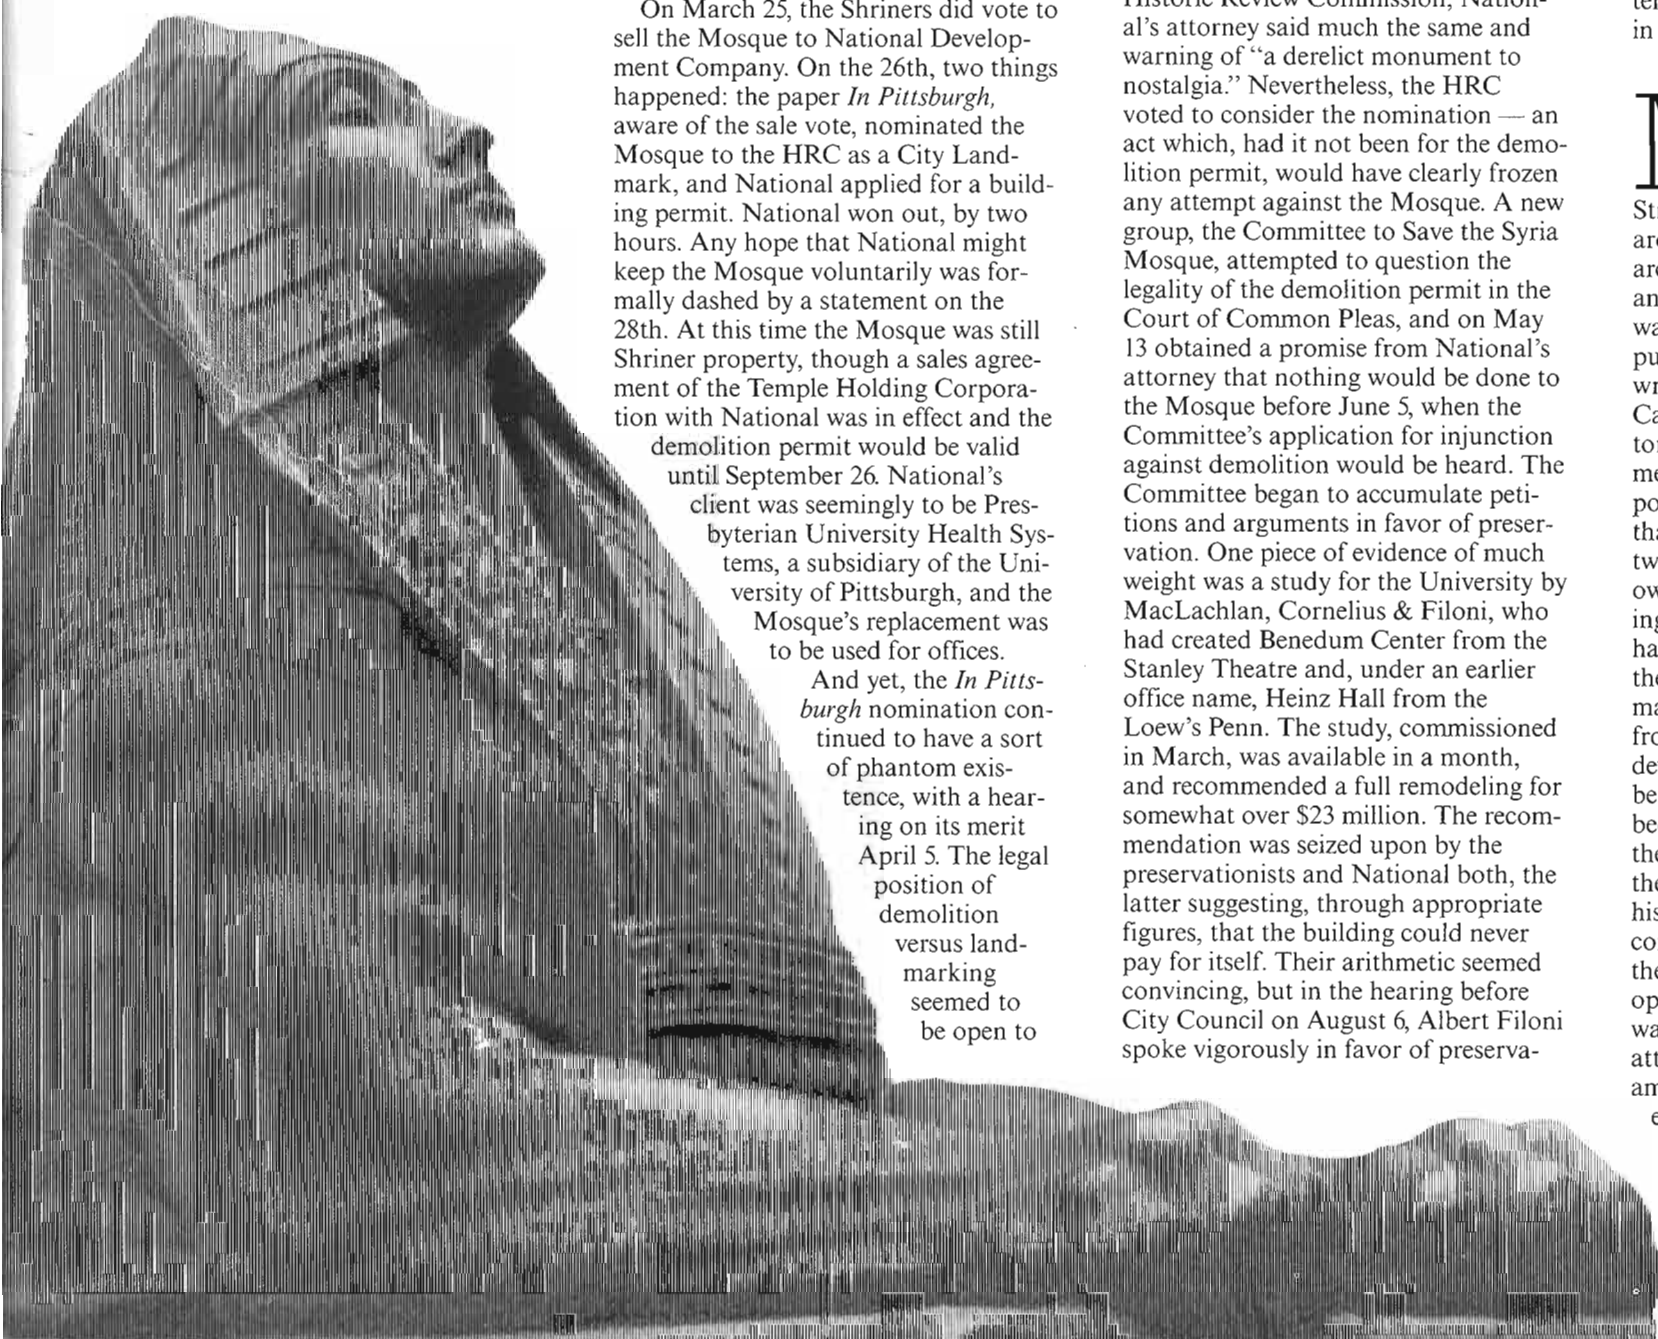 On March 25, the Shriners did vote to
sell the Mosque to National Develop-
ment Company. On the 26th, two things
happened: the paper In Pittsburgh,
aware of the sale vote, nominated the
Mosque to the HRC as a City Land-
mark, and National applied for a build-
ing permit. National won out, by two
hours. Any hope that National might
keep the Mosque voluntarily was for-
mally dashed by a statement on the
28th. At this time the Mosque was still
Shriner property, though a sales agree-
ment of the Temple Holding Corpora-
tion with National was in effect and the
demolition permit would be valid
until September 26. National's
client was seemingly to be Pres-
byterian University Health Sys-
tems, a subsidiary of the Uni-
versity of Pittsburgh, and the
Mosque's replacement was
to be used for offices.
And yet, the In Pitts-
burgh nomination con-
tinued to have a sort
of phantom exis-
tence, with a hear-
ing on its merit
April 5. The legal
position of
demolition
versus land-
marking
seemed to
be open to
Historic Review Commission, Nation-
al's attorney said much the same and
warning of “a derelict monument to
nostalgia.” Nevertheless, the HRC
voted to consider the nomination — an
act which, had it not been for the demo-
lition permit, would have clearly frozen
any attempt against the Mosque. A new
group, the Committee to Save the Syria
Mosque, attempted to question the
legality of the demolition permit in the
Court of Common Pleas, and on May
13 obtained a promise from National's
attorney that nothing would be done to
the Mosque before June 5, when the
Committee's application for injunction
against demolition would be heard. The
Committee began to accumulate peti-
tions and arguments in favor of preser-
vation. One piece of evidence of much
weight was a study for the University by
MacLachlan, Cornelius & Filoni, who
had created Benedum Center from the
Stanley Theatre and, under an earlier
office name, Heinz Hall from the
Loew's Penn. The study, commissioned
in March, was available in a month,
and recommended a full remodeling for
somewhat over $23 million. The recom-
mendation was seized upon by the
preservationists and National both, the
latter suggesting, through appropriate
figures, that the building could never
pay for itself. Their arithmetic seemed
convincing, but in the hearing before
City Council on August 6, Albert Filoni
spoke vigorously in favor of preserva-
in